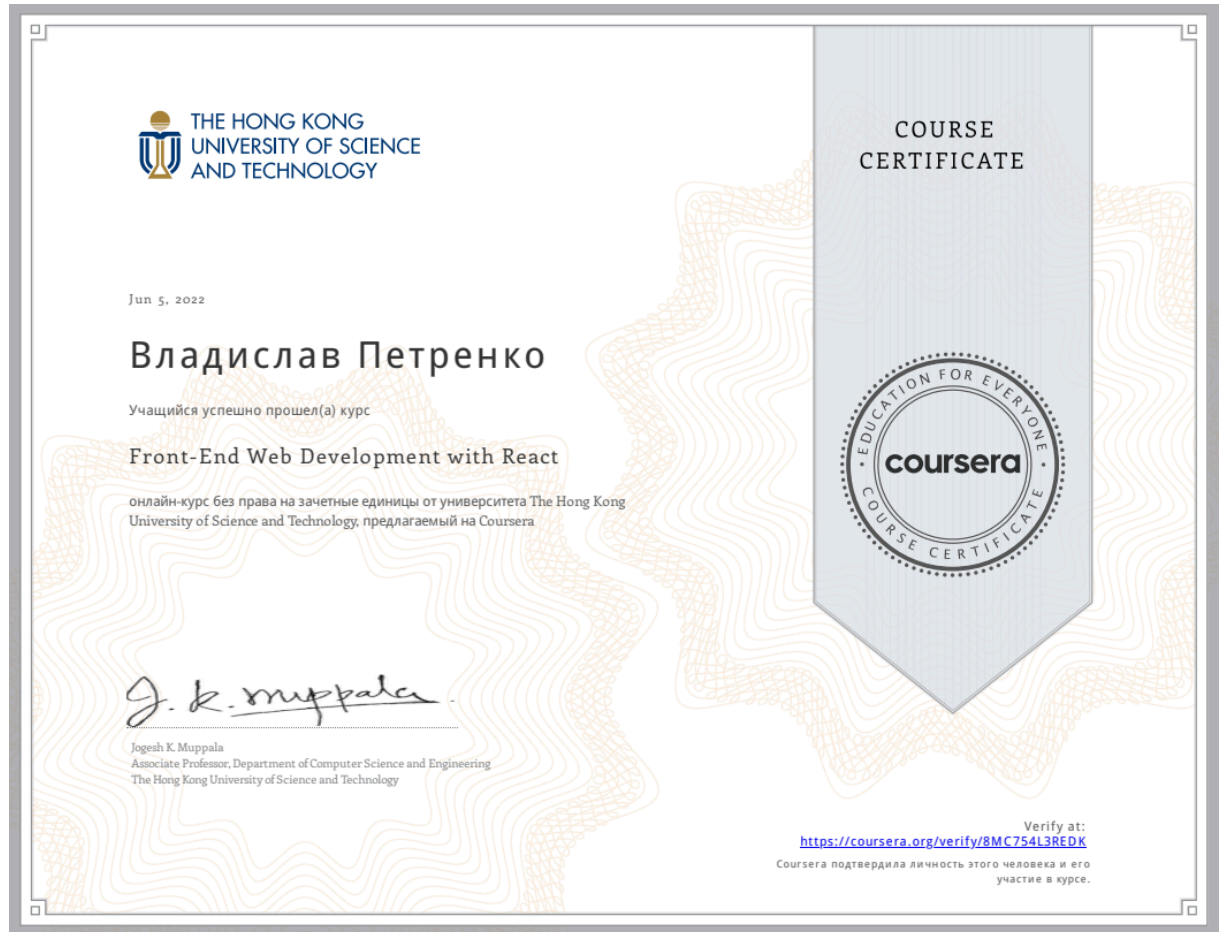 THE HONG KONG
UNIVERSITY OF SCIENCE
AND TECHNOLOGY
COURSE
CERTIFICATE
Jun 5, 2022
Владислав Петренко
Учащийся успешно прошел(а) курс
Front-End Web Development with React
онлайн-курс без права на зачетные единицы от университета The Hong Kong
University of Science and Technology, предлагаемый на Coursera
EDUCATION FOR EVERYONE
coursera
COURSE CERTIFICATE
J. K. Muppala
Jogesh K. Muppala
Associate Professor, Department of Computer Science and Engineering
The Hong Kong University of Science and Technology
Verify at:
https://coursera.org/verify/8MC754L3REDK
Coursera подтвердила личность этого человека и его
участие в курсе.